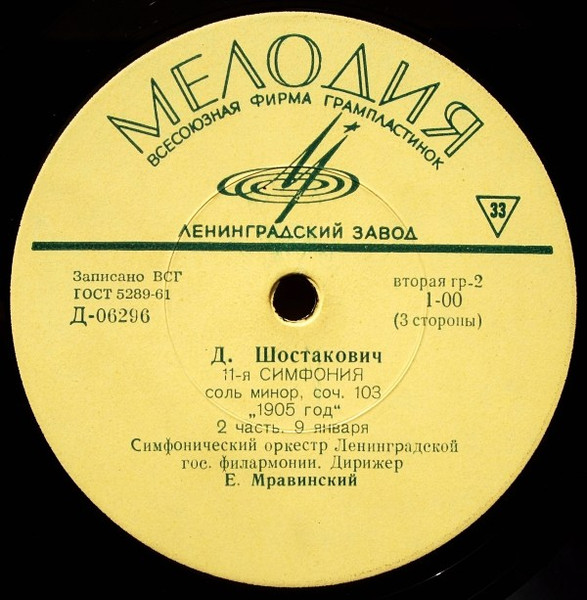 МЕЛОДИЯ
ВСЕСОЮЗНАЯ ФИРМА ГРАМПЛАСТИНОК
33
ЛЕНИНГРАДСКИЙ ЗАВОД
Записано ВСГ
ГОСТ 5289-61
Д-06296
вторая гр-2
1-00
(3 стороны)
Д. Шостакович
11-я СИМФОНИЯ
соль минор, соч. 103
„1905 год"
2 часть. 9 января
Симфонический оркестр Ленинградской
гос. филармонии. Дирижер
Е. Мравинский